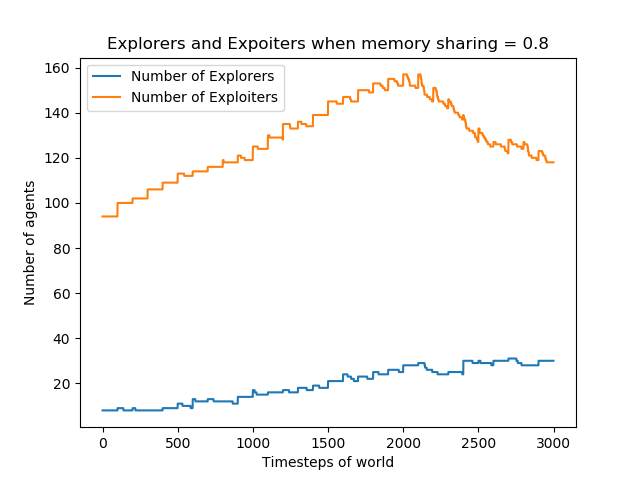 Explorers and Expoiters when memory sharing = 0.8
Number of Explorers
Number of Exploiters
Number of agents
160
140
120
100
80
60
40
20
0 500 1000 1500 2000 2500 3000
Timesteps of world